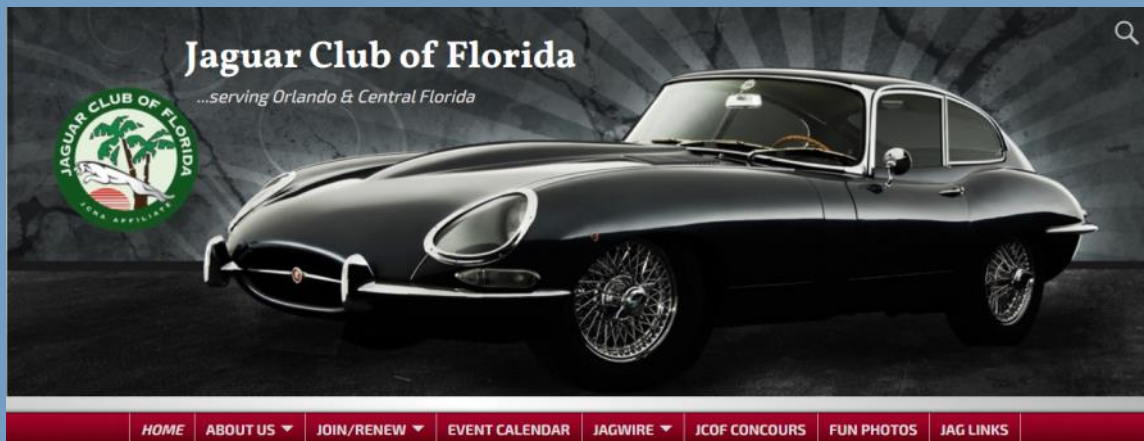 Jaguar Club of Florida
...serving Orlando & Central Florida
JAGUAR CLUB OF FLORIDA
JCNA AFFILIATE
HOME ABOUT US JOIN/RENEW EVENT CALENDAR JAGWIRE JCOF CONCOURS FUN PHOTOS JAG LINKS